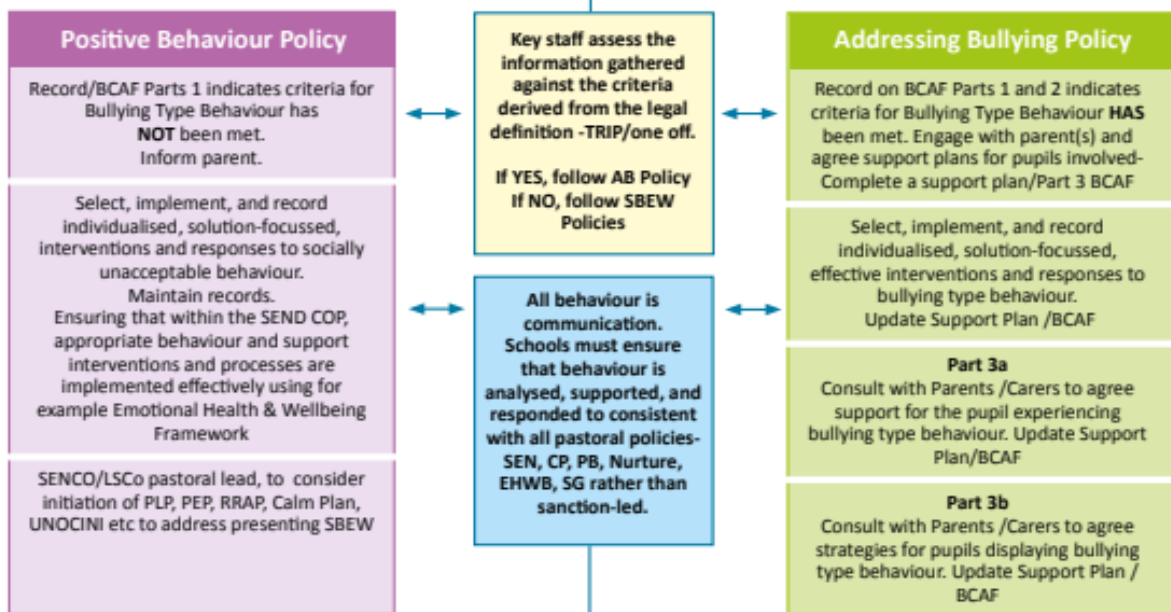 Positive Behaviour Policy
Record/BCAF Parts 1 indicates criteria for
Bullying Type Behaviour has
NOT been met.
Inform parent.
Select, implement, and record
individualised, solution-focussed,
interventions and responses to socially
unacceptable behaviour.
Maintain records.
Ensuring that within the SEND COP,
appropriate behaviour and support
interventions and processes are
implemented effectively using for
example Emotional Health & Wellbeing
Framework
SENCO/LSCo pastoral lead, to consider
initiation of PLP, PEP, RRAP, Calm Plan,
UNOCINI etc to address presenting SBEW
Key staff assess the
information gathered
against the criteria
derived from the legal
definition -TRIP/one off.
If YES, follow AB Policy
If NO, follow SBEW
Policies
All behaviour is
communication.
Schools must ensure
that behaviour is
analysed, supported, and
responded to consistent
with all pastoral policies-
SEN, CP, PB, Nurture,
EHWB, SG rather than
sanction-led.
Addressing Bullying Policy
Record on BCAF Parts 1 and 2 indicates
criteria for Bullying Type Behaviour HAS
been met. Engage with parent(s) and
agree support plans for pupils involved-
Complete a support plan/Part 3 BCAF
Select, implement, and record
individualised, solution-focussed,
effective interventions and responses to
bullying type behaviour.
Update Support Plan /BCAF
Part 3a
Consult with Parents /Carers to agree
support for the pupil experiencing
bullying type behaviour. Update Support
Plan/BCAF
Part 3b
Consult with Parents /Carers to agree
strategies for pupils displaying bullying
type behaviour. Update Support Plan /
BCAF